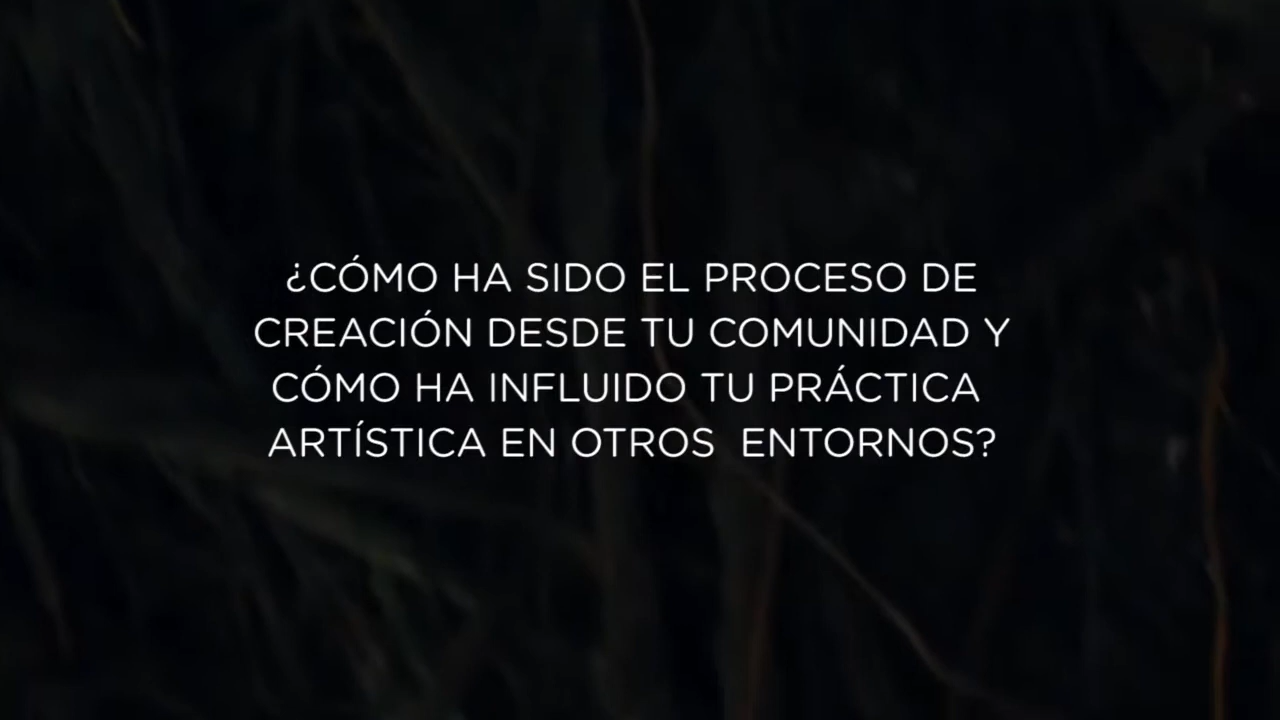 ¿CÓMO HA SIDO EL PROCESO DE
CREACIÓN DESDE TU COMUNIDAD Y
CÓMO HA INFLUIDO TU PRÁCTICA
ARTÍSTICA EN OTROS  ENTORNOS?